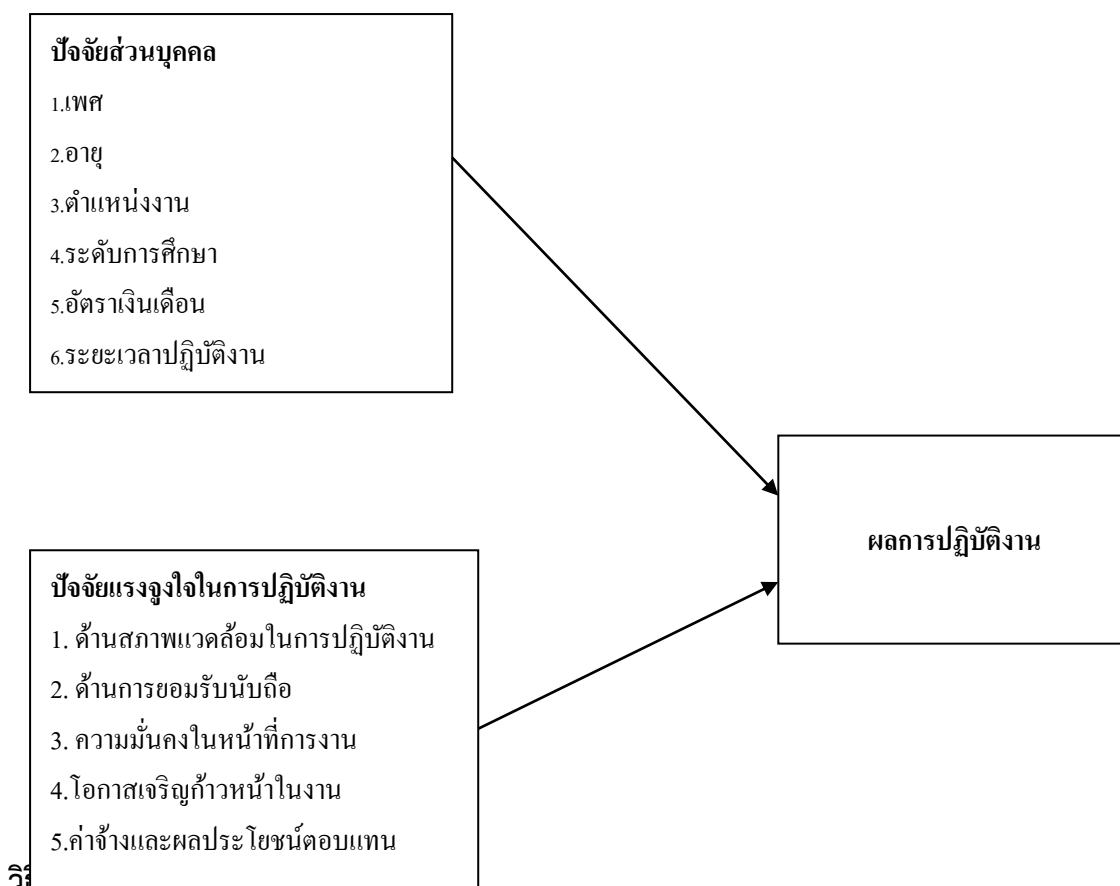 ปัจจัยส่วนบุคคล
1.เพศ
2.อายุ
3.ตำแหน่งงาน
4.ระดับการศึกษา
5.อัตราเงินเดือน
6.ระยะเวลาปฏิบัติงาน
ผลการปฏิบัติงาน
ปัจจัยแรงจูงใจในการปฏิบัติงาน
1. ด้านสภาพแวดล้อมในการปฏิบัติงาน
2. ด้านการยอมรับนับถือ
3. ความมั่นคงในหน้าที่การงาน
4.โอกาสเจริญก้าวหน้าในงาน
5.ค่าจ้างและผลประโยชน์ตอบแทน